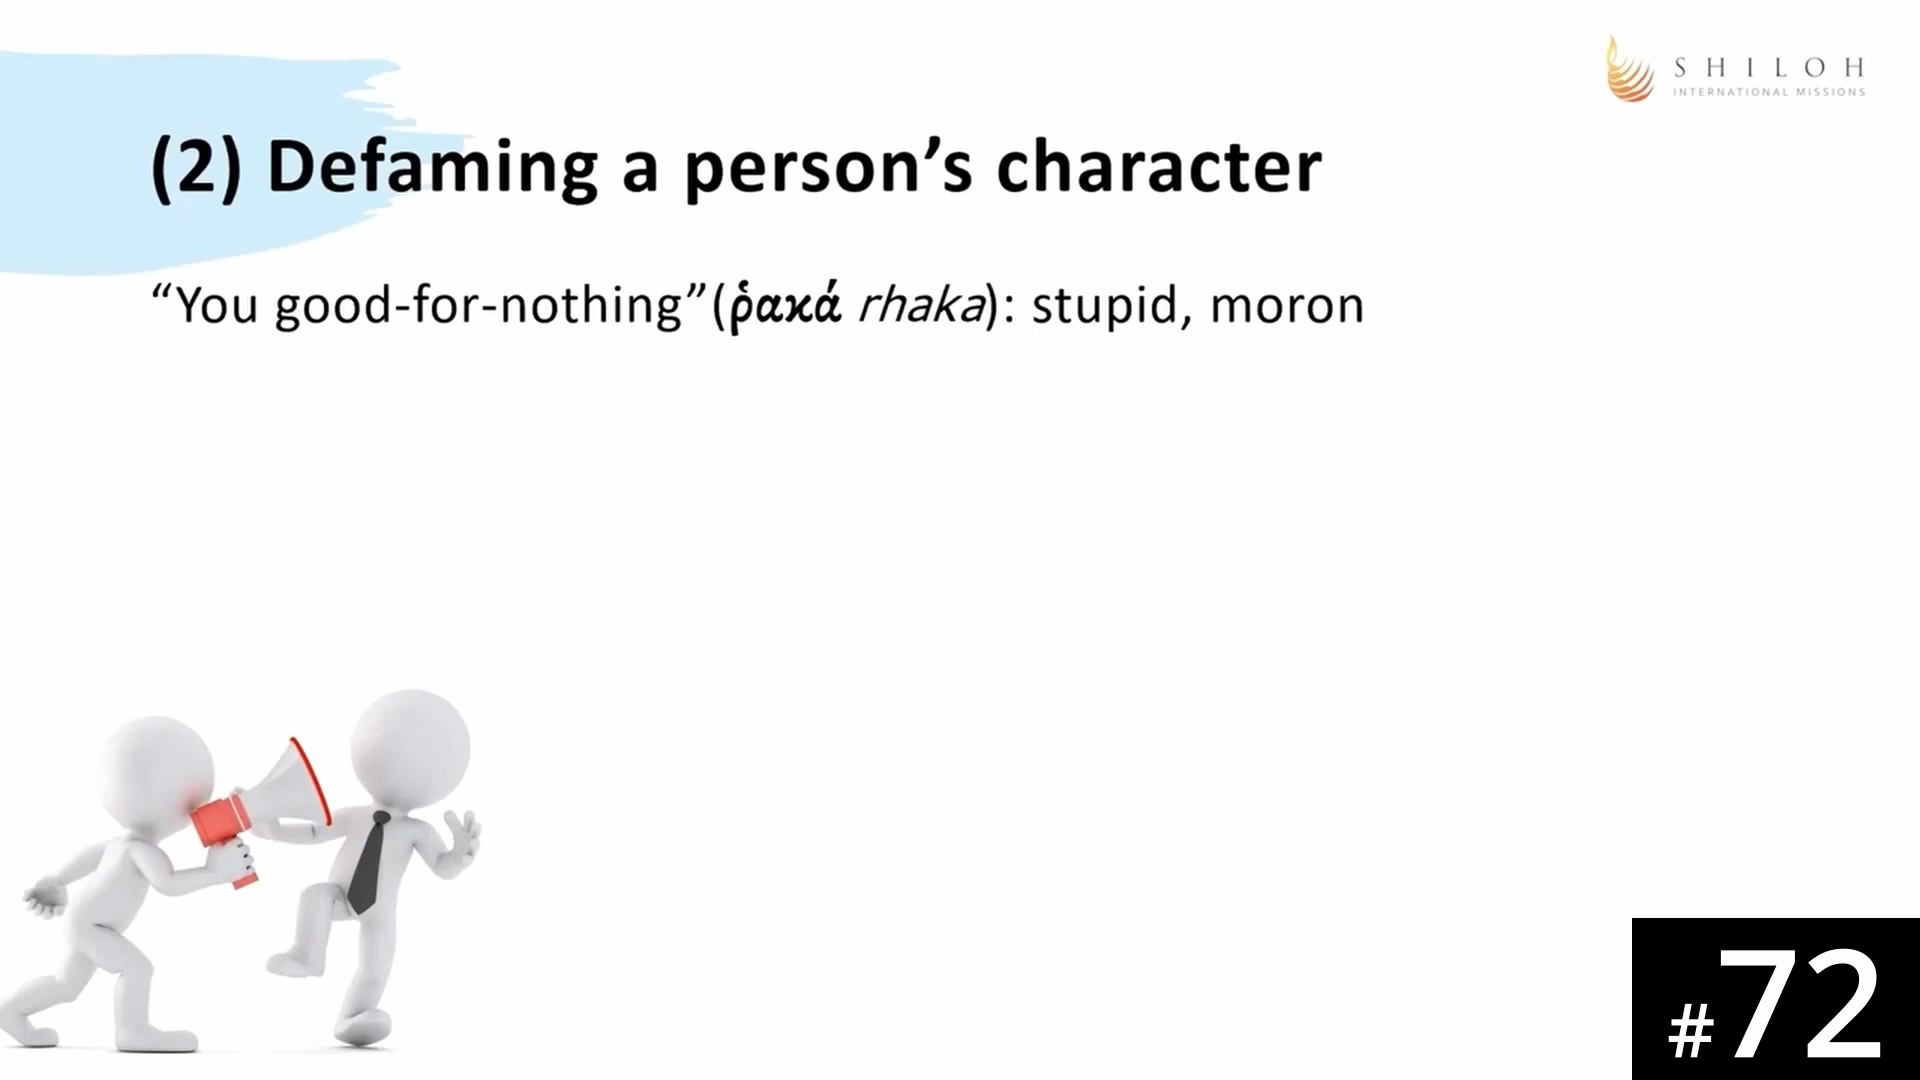 SHILOH
INTERNATIONAL MISSIONS
(2) Defaming a person’s character
“You good-for-nothing”(ῥακά rhaka): stupid, moron
#72